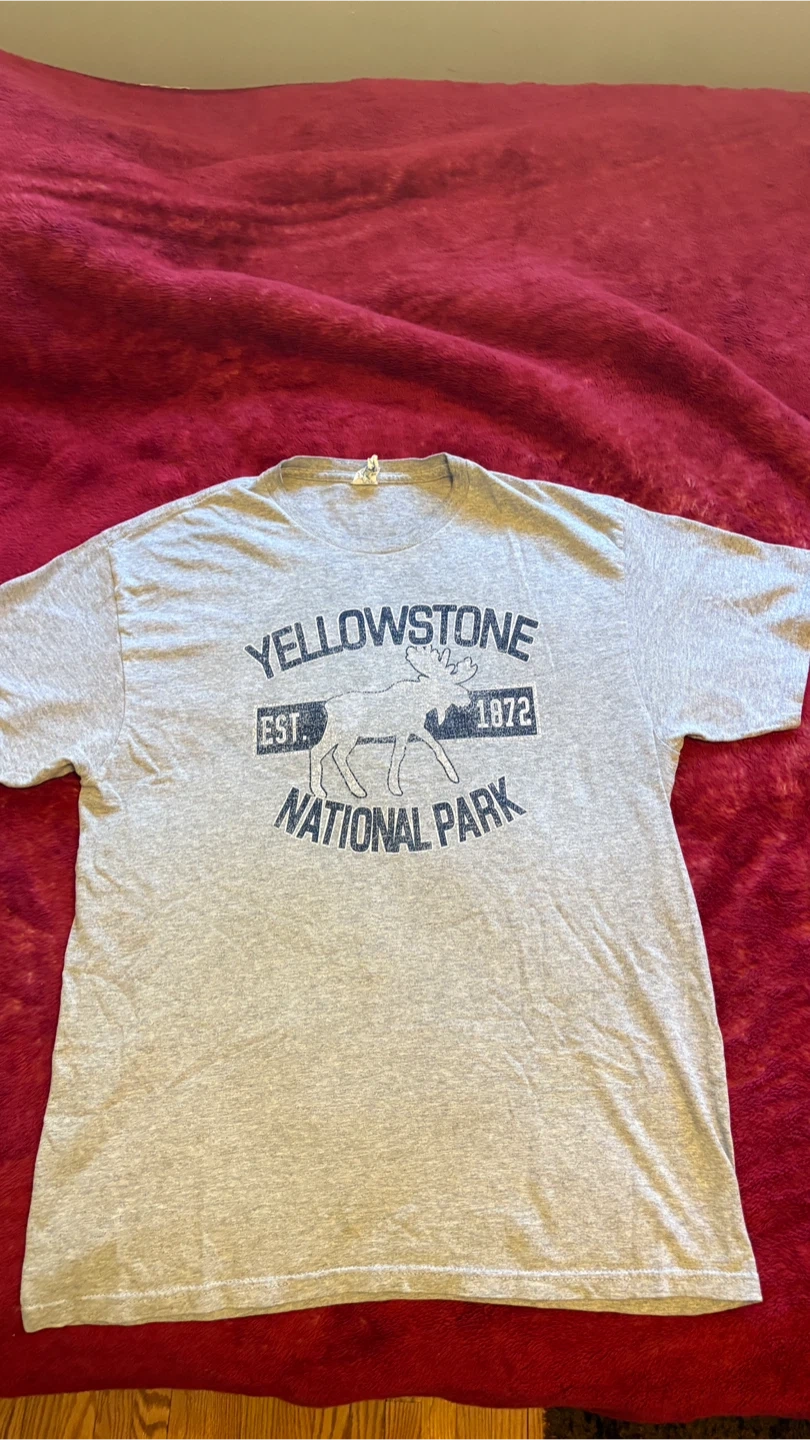 YELLOWSTONE
EST. 1872
NATIONAL PARK